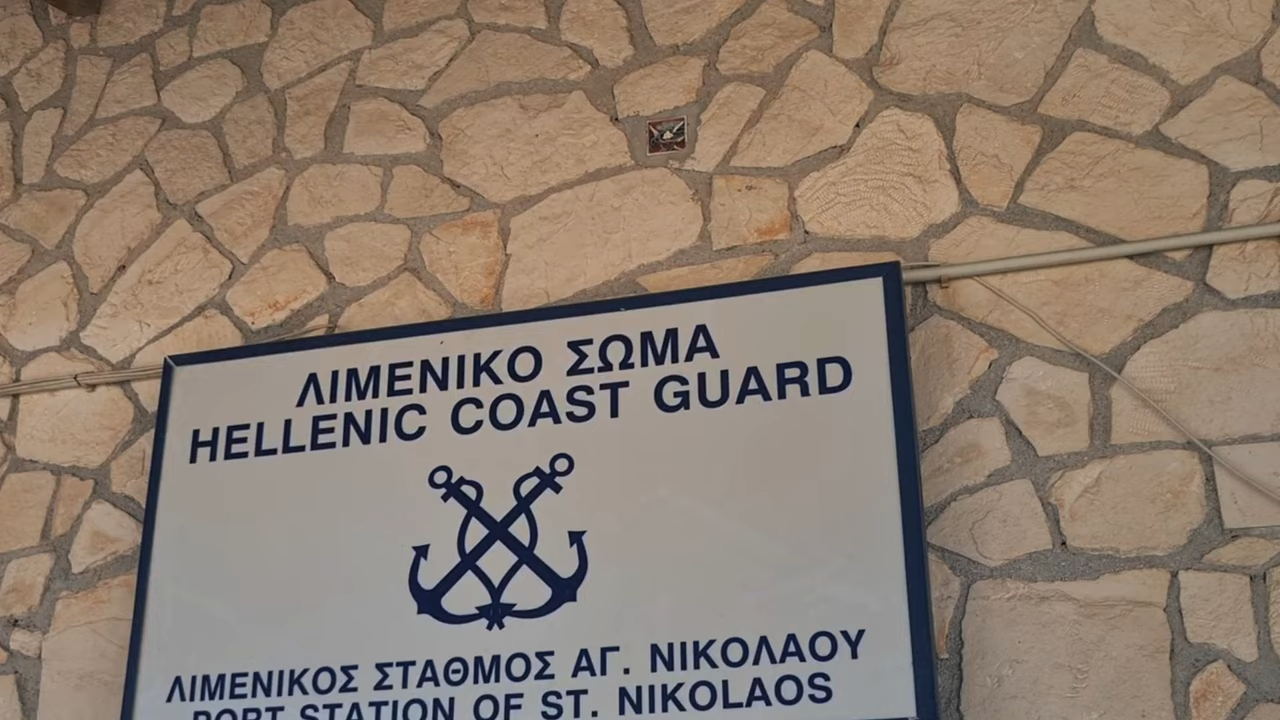 ΛΙΜΕΝΙΚΟ ΣΩΜΑ
HELLENIC COAST GUARD
ΛΙΜΕΝΙΚΟΣ ΣΤΑΘΜΟΣ ΑΓ. ΝΙΚΟΛΑΟΥ
PORT STATION OF ST. NIKOLAOS